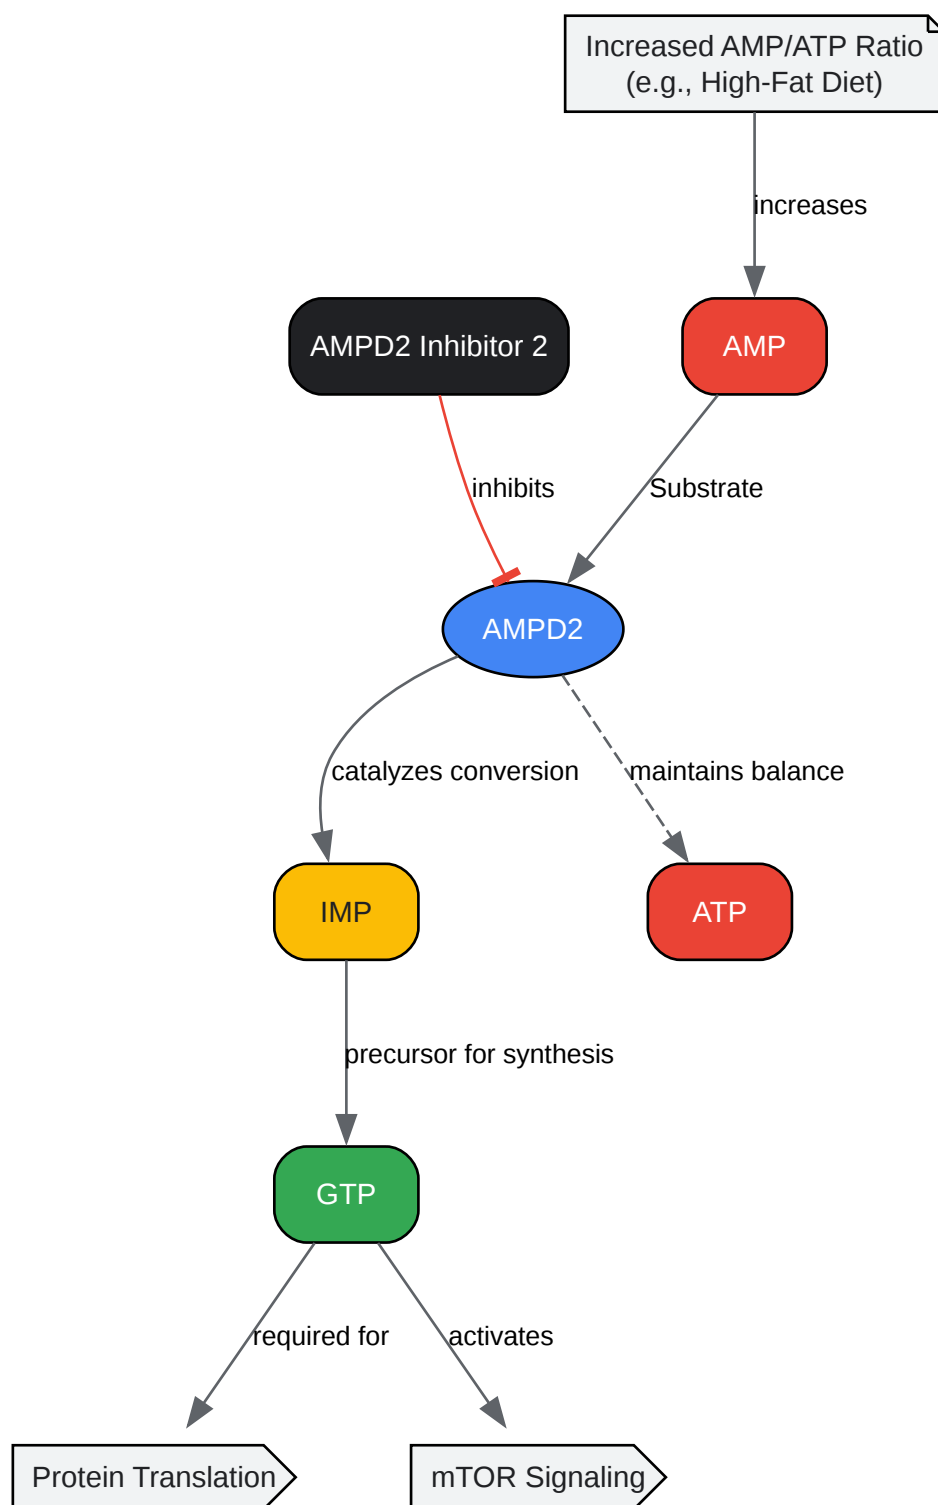 Increased AMP/ATP Ratio
(e.g., High-Fat Diet)
increases
AMPD2 Inhibitor 2
AMP
inhibits
Substrate
AMPD2
catalyzes conversion
maintains balance
IMP
ATP
precursor for synthesis
GTP
required for
activates
Protein Translation
mTOR Signaling